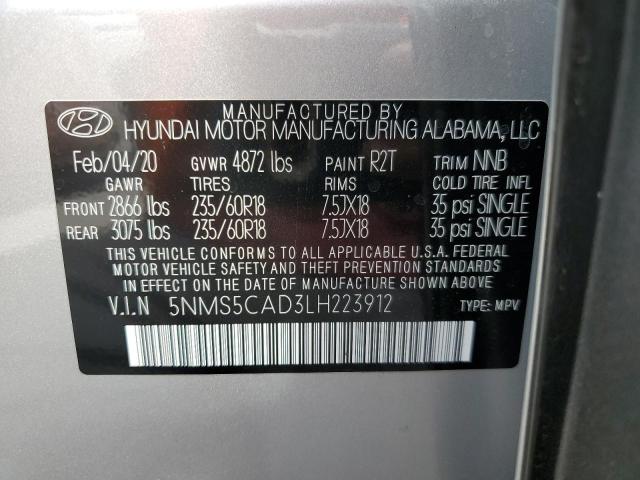 MANUFACTURED BY
HYUNDAI MOTOR MANUFACTURING ALABAMA, LLC
Feb/04/20 GVWR 4872 lbs PAINT R2T TRIM NNB
GAWR TIRES RIMS COLD TIRE INFL
FRONT 2866 lbs 235/60R18 7.5JX18 35 psi SINGLE
REAR 3075 lbs 235/60R18 7.5JX18 35 psi SINGLE
THIS VEHICLE CONFORMS TO ALL APPLICABLE U.S.A. FEDERAL
MOTOR VEHICLE SAFETY AND THEFT PREVENTION STANDARDS
IN EFFECT ON THE DATE OF MANUFACTURE SHOWN ABOVE.
V.I.N 5NMS5CAD3LH223912 TYPE: MPV